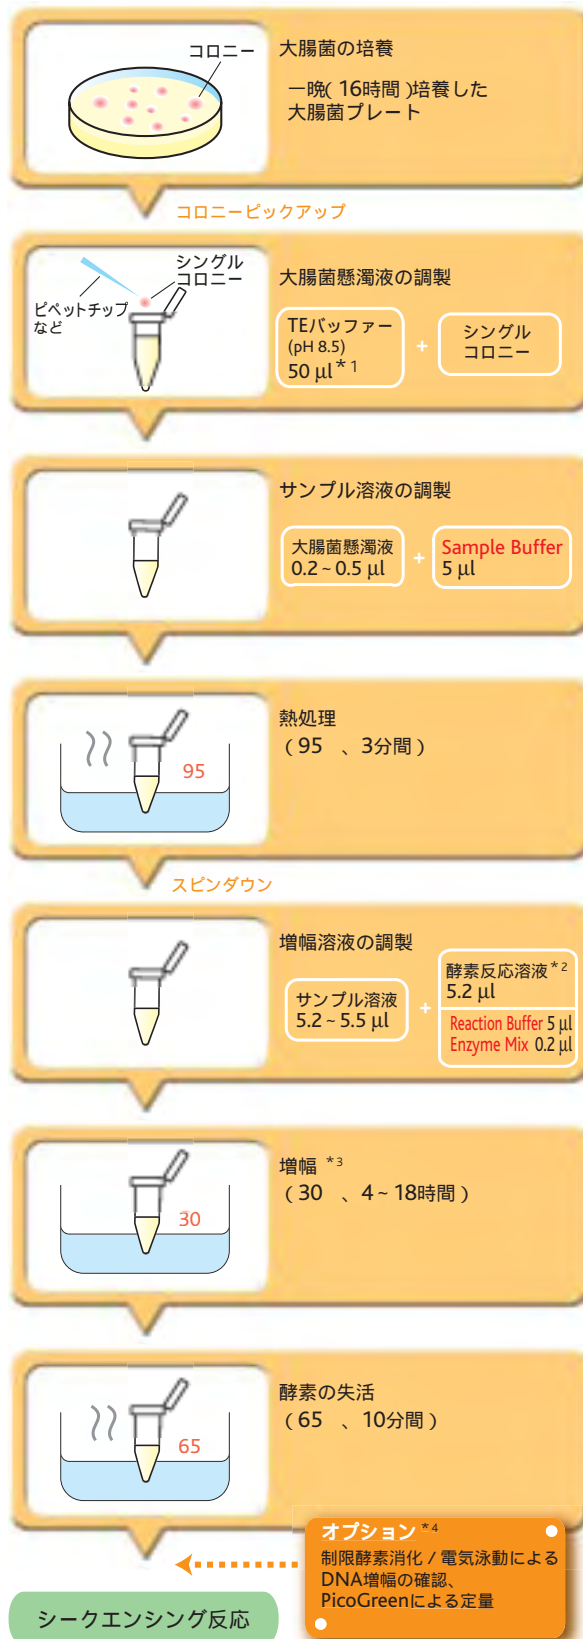 コロニー
大腸菌の培養
一晩(16時間)培養した
大腸菌プレート
コロニーピックアップ
シングル
コロニー
ピペットチップ
など
大腸菌懸濁液の調製
TEバッファー
(pH 8.5)
50 µl*1
+
シングル
コロニー
サンプル溶液の調製
大腸菌懸濁液
0.2~0.5 µl
+
Sample Buffer
5 µl
95
熱処理
(95 、3分間)
スピンダウン
増幅溶液の調製
サンプル溶液
5.2~5.5 µl
+
酵素反応溶液*2
5.2 µl
Reaction Buffer 5 µl
Enzyme Mix 0.2 µl
30
増幅 *3
(30 、4~18時間)
65
酵素の失活
(65 、10分間)
オプション*4
制限酵素消化/電気泳動による
DNA増幅の確認、
PicoGreenによる定量
シークエンシング反応